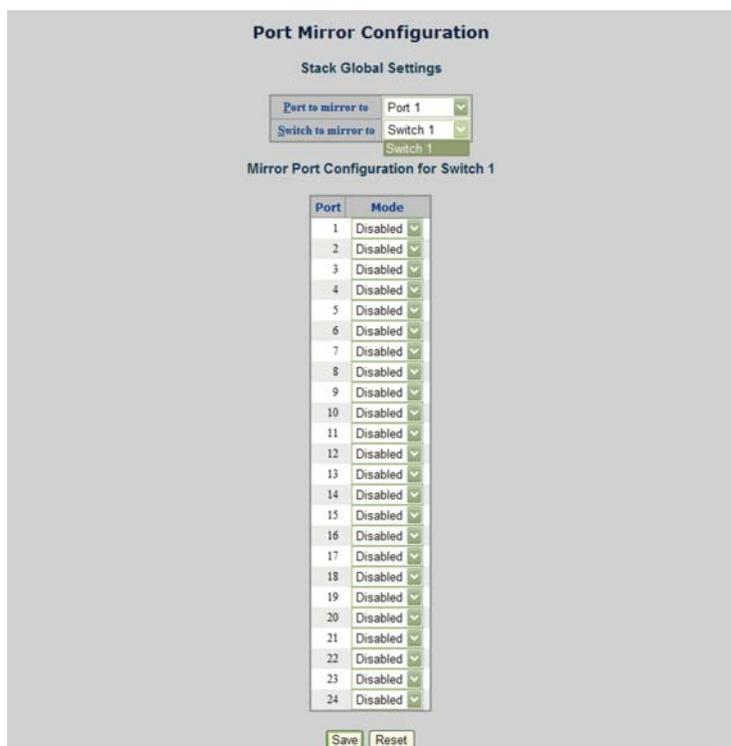 Port Mirror Configuration
Stack Global Settings
Port to mirror to Port 1
Switch to mirror to Switch 1
Switch 1
Mirror Port Configuration for Switch 1
Port Mode
1 Disabled
2 Disabled
3 Disabled
4 Disabled
5 Disabled
6 Disabled
7 Disabled
8 Disabled
9 Disabled
10 Disabled
11 Disabled
12 Disabled
13 Disabled
14 Disabled
15 Disabled
16 Disabled
17 Disabled
18 Disabled
19 Disabled
20 Disabled
21 Disabled
22 Disabled
23 Disabled
24 Disabled
Save Reset